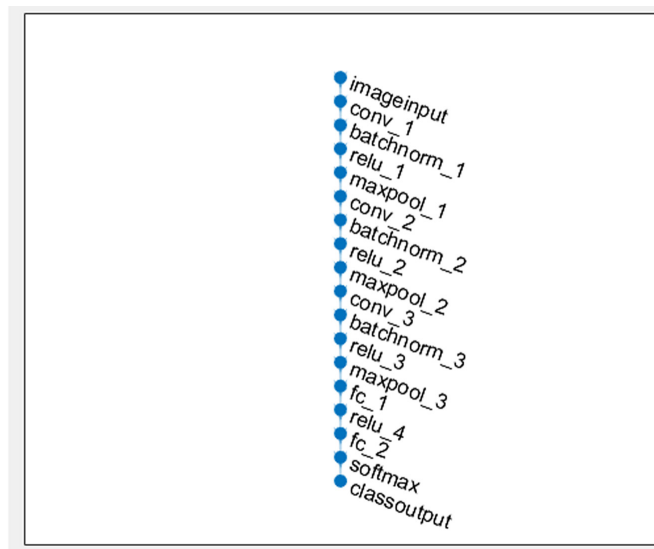 imageinput
conv_1
batchnorm_1
relu_1
maxpool_1
conv_2
batchnorm_2
relu_2
maxpool_2
conv_3
batchnorm_3
relu_3
maxpool_3
fc_1
relu_4
fc_2
softmax
classoutput